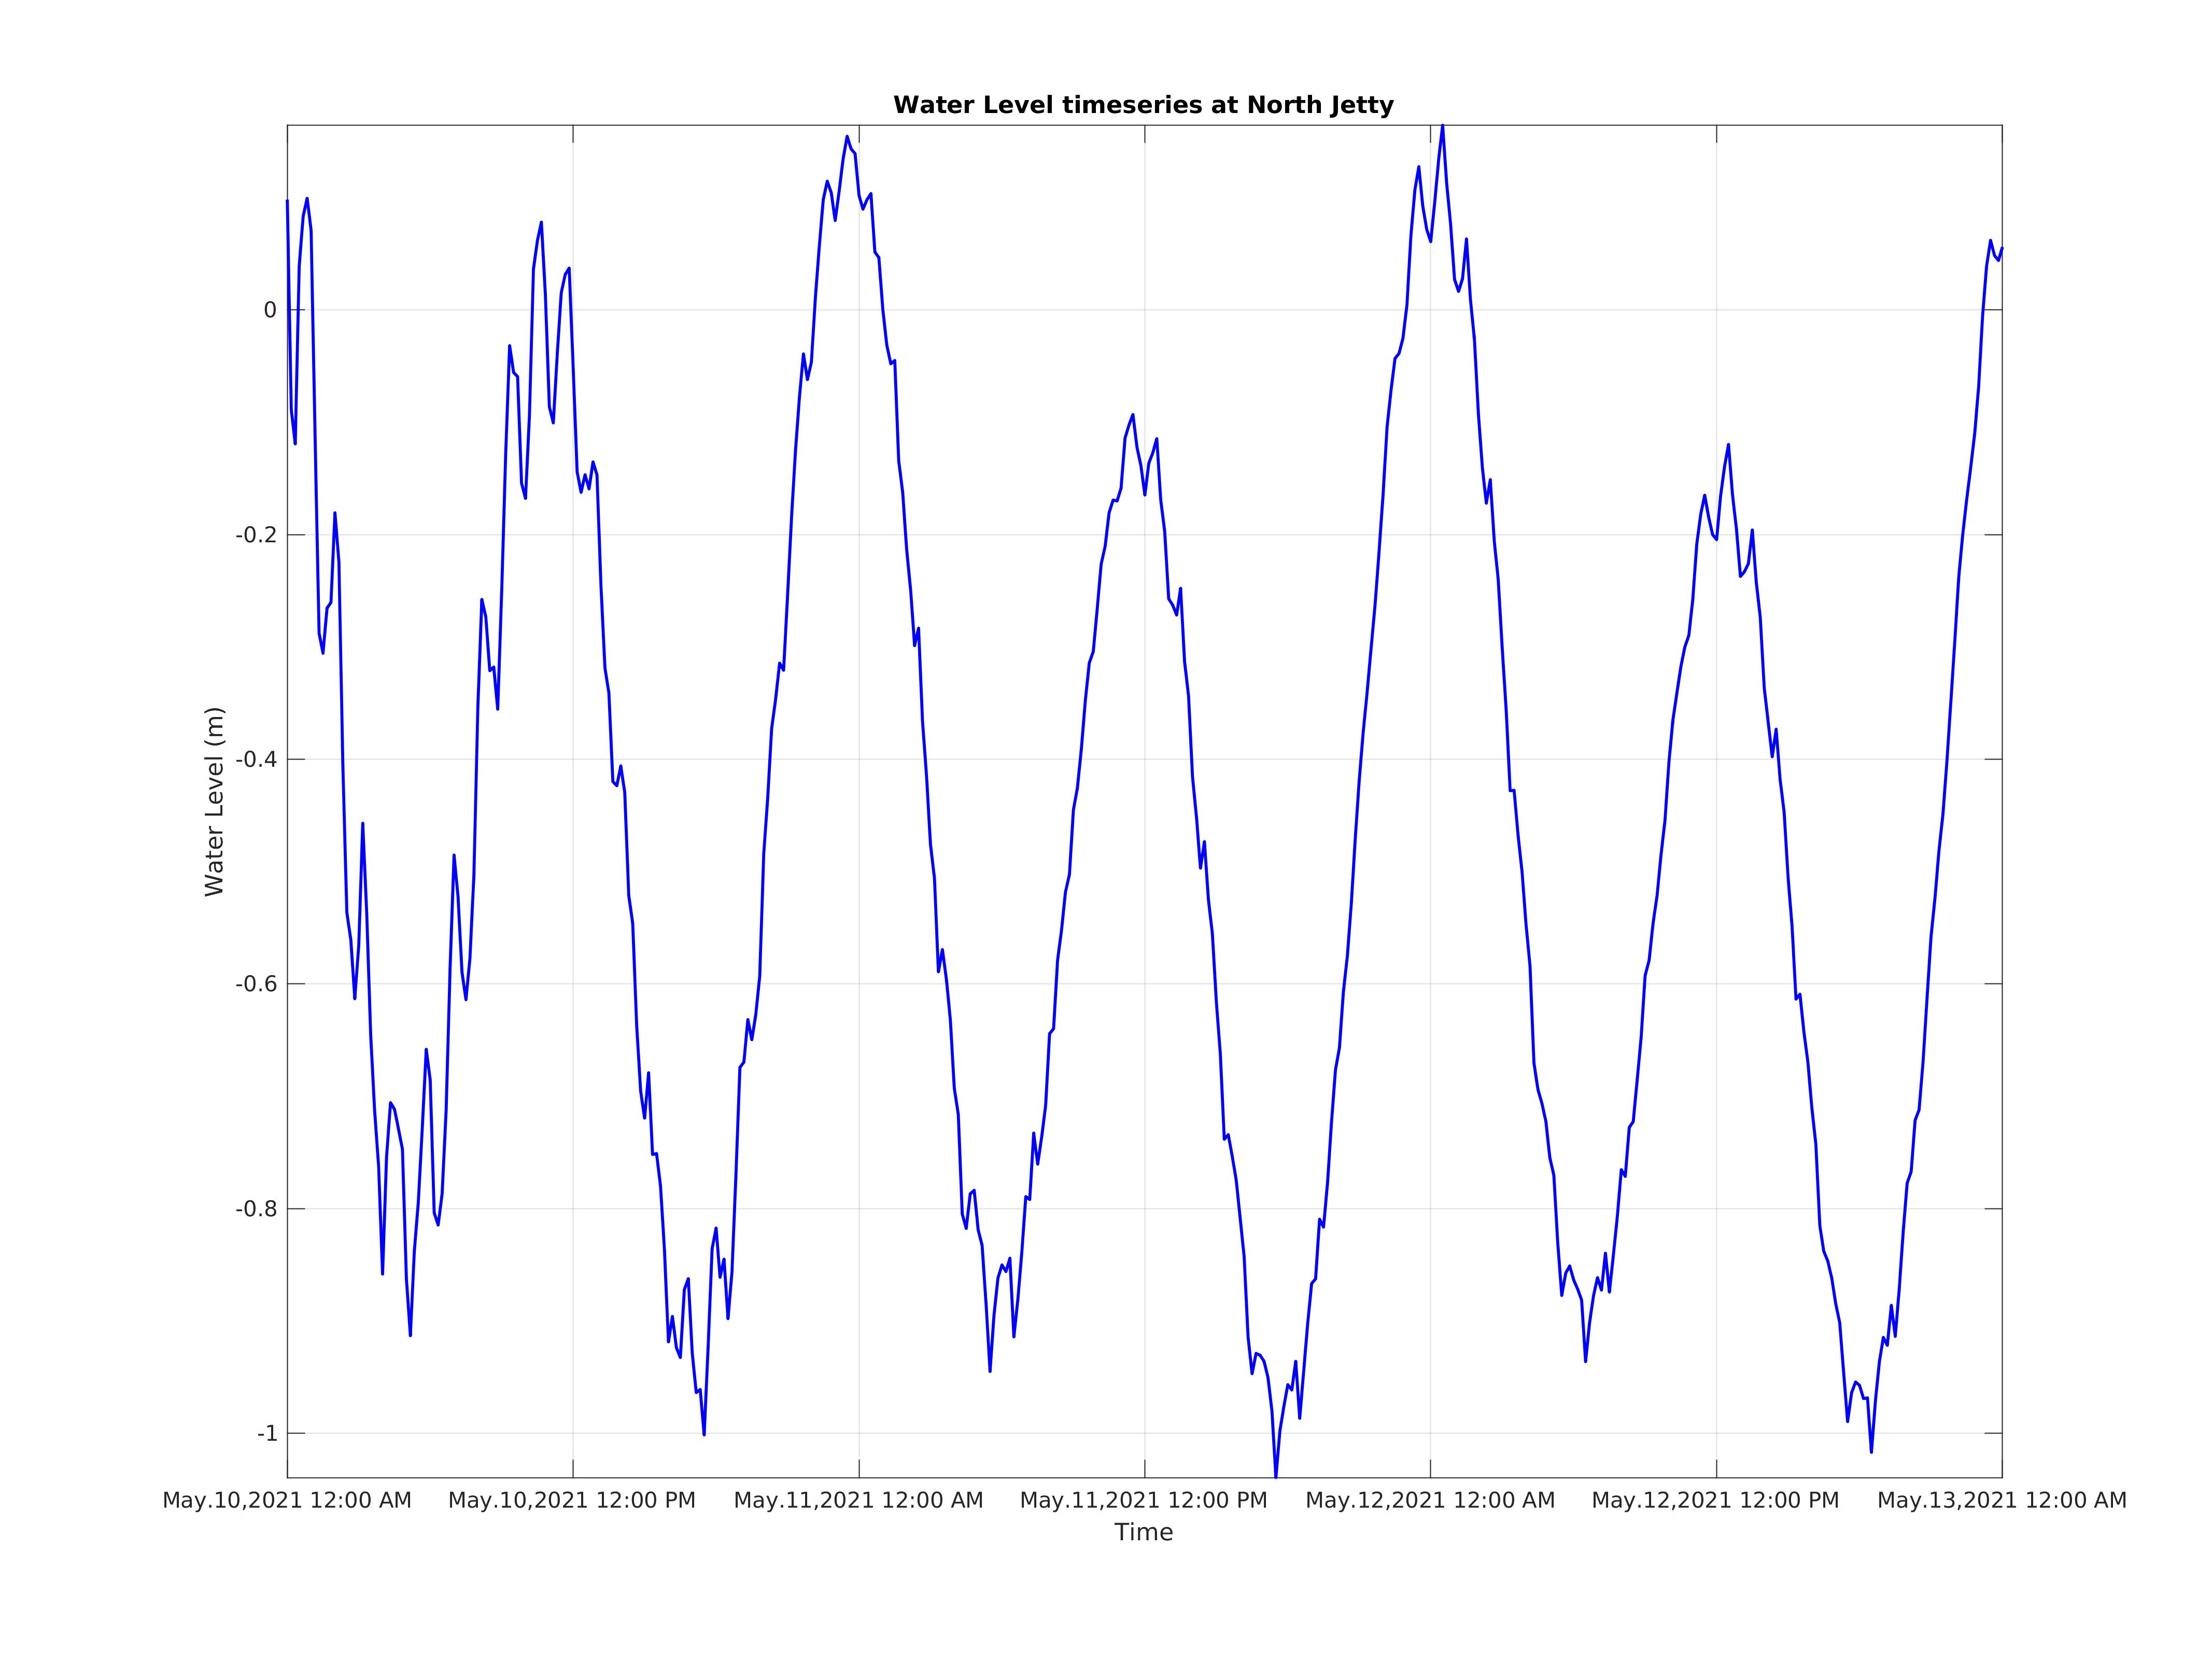 Water Level timeseries at North Jetty
Water Level (m)
0
-0.2
-0.4
-0.6
-0.8
-1
May.10,2021 12:00 AM
May.10,2021 12:00 PM
May.11,2021 12:00 AM
May.11,2021 12:00 PM
May.12,2021 12:00 AM
May.12,2021 12:00 PM
May.13,2021 12:00 AM
Time